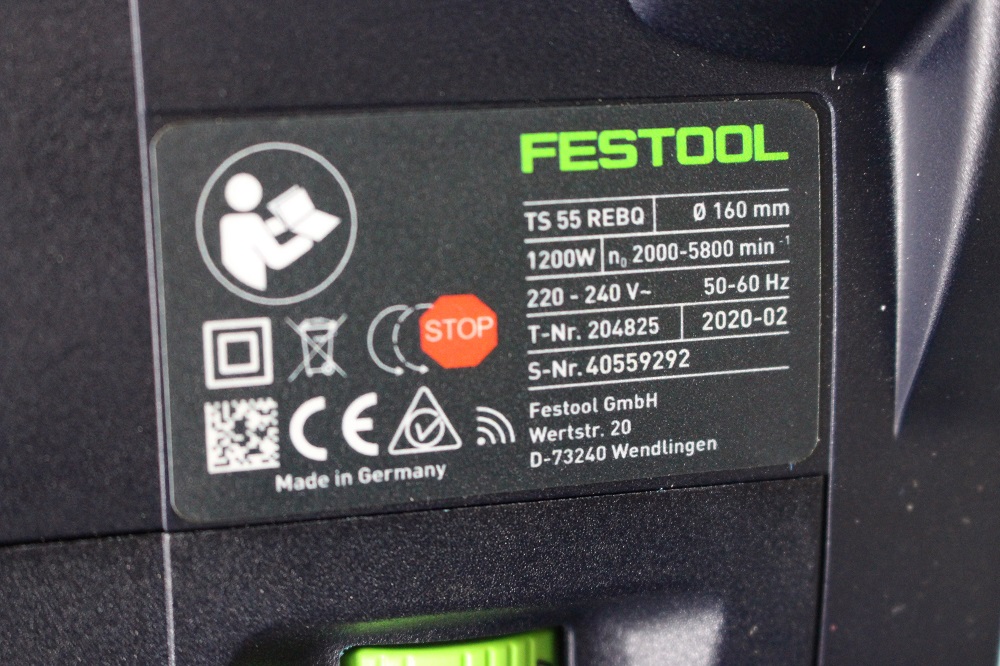 FESTOOL
TS 55 REBQ Ø 160 mm
1200W n₀ 2000-5800 min⁻¹
220 - 240 V~ 50-60 Hz
T-Nr. 204825 2020-02
S-Nr. 40559292
Festool GmbH
Wertstr. 20
D-73240 Wendlingen
STOP
CE
Made in Germany